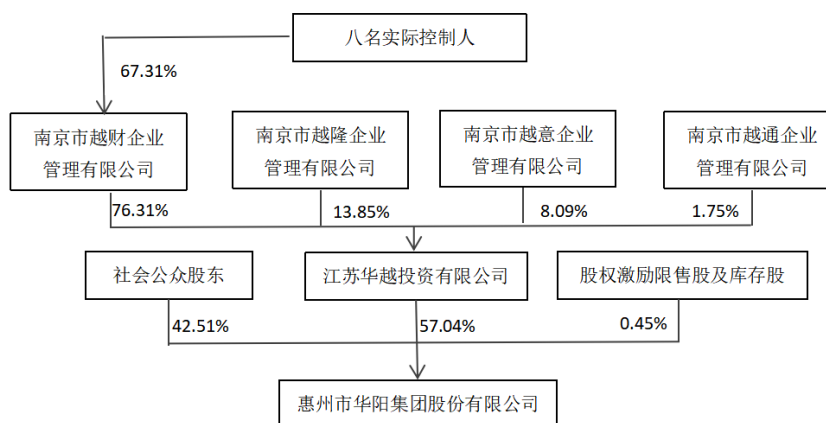 八名实际控制人
67.31%
南京市越财企业
管理有限公司
南京市越隆企业
管理有限公司
南京市越意企业
管理有限公司
南京市越通企业
管理有限公司
76.31%
13.85%
8.09%
1.75%
社会公众股东
江苏华越投资有限公司
股权激励限售股及库存股
42.51%
57.04%
0.45%
惠州市华阳集团股份有限公司